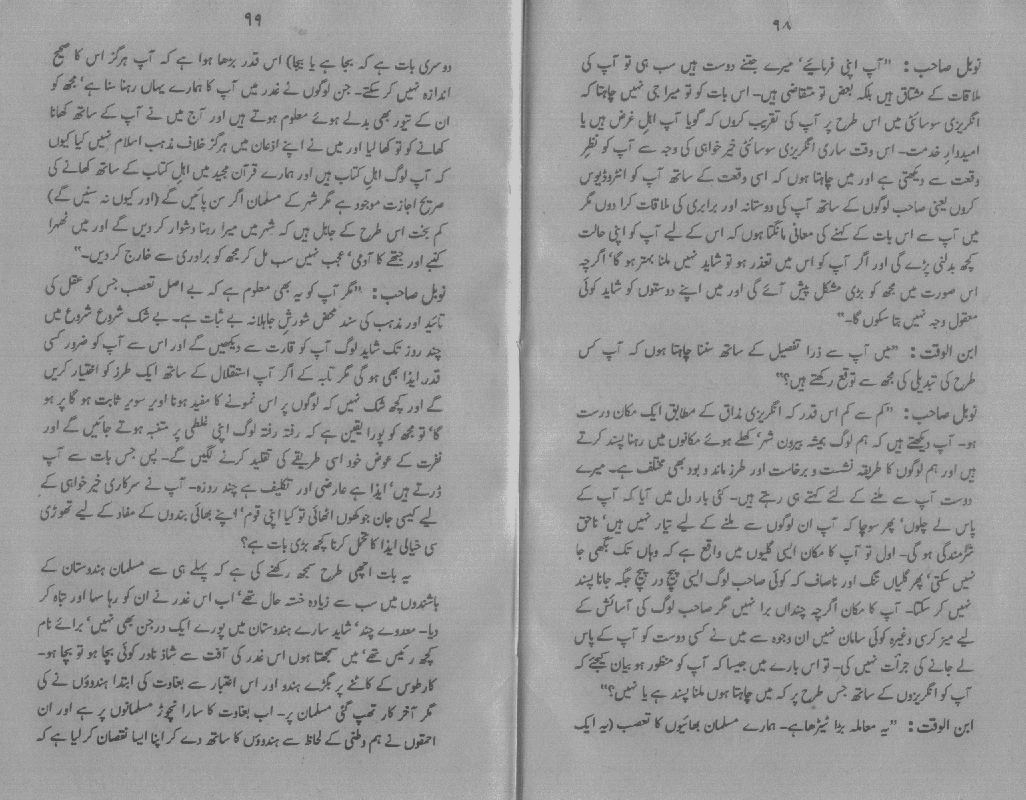 ۹۸
نوبل صاحب: "آپ اپنی فرمائیے، میرے جتنے دوست ہیں سب ہی تو آپ کی
ملاقات کے مشتاق ہیں بلکہ بعض تو متقاضی ہیں۔ اس بات کو تو میرا جی نہیں چاہتا کہ
انگریزی سوسائٹی میں اس طرح پر آپ کی تقریب کروں کہ گویا آپ اہل غرض ہیں یا
امیدوار خدمت۔ اس وقت ساری انگریزی سوسائٹی خیر خواہی کی وجہ سے آپ کو نظر
وقعت سے دیکھتی ہے اور میں چاہتا ہوں کہ اسی وقعت کے ساتھ آپ کو انٹروڈیوس
کروں یعنی صاحب لوگوں کے ساتھ آپ کی دوستانہ اور برابری کی ملاقات کرا دوں مگر
میں آپ سے اس بات کے کہنے کی معافی مانگتا ہوں کہ اس کے لیے آپ کو اپنی حالت
کچھ بدلنی پڑے گی اور اگر آپ کو اس میں تعذر ہو تو شاید نہیں ملنا بہتر ہو گا، اگرچہ
اس صورت میں مجھ کو بڑی مشکل پیش آئے گی اور میں اپنے دوستوں کو شاید کوئی
معقول وجہ نہیں بتا سکوں گا۔"
ابن الوقت: "میں آپ سے ذرا تفصیل کے ساتھ سننا چاہتا ہوں کہ آپ کس
طرح کی تبدیلی کی مجھ سے توقع رکھتے ہیں؟"
نوبل صاحب: "کم سے کم اس قدر کہ انگریزی مذاق کے مطابق ایک مکان درست
ہو۔ آپ دیکھتے ہیں کہ ہم لوگ ہمیشہ بیرون شہر، کھلے ہوئے مکانوں میں رہنا پسند کرتے
ہیں اور ہم لوگوں کا طریقہ نشست و برخاست اور طرز ماند و بود بھی مختلف ہے۔ میرے
دوست آپ سے ملنے کے لئے کہتے ہی رہتے ہیں۔ کئی بار دل میں آیا کہ آپ کے
پاس لے چلوں، پھر سوچا کہ آپ ان لوگوں سے ملنے کے لیے تیار نہیں ہیں، ناحق
شرمندگی ہو گی۔ اول تو آپ کا مکان ایسی گلیوں میں واقع ہے کہ وہاں تک بگھی جا
نہیں سکتی، پھر گلیاں تنگ اور ناصاف کہ کوئی صاحب لوگ ایسی پیچ در پیچ جگہ جانا پسند
نہیں کر سکتا۔ آپ کا مکان اگرچہ چنداں برا نہیں مگر صاحب لوگ کی آسائش کے
لیے میز کرسی وغیرہ کوئی سامان نہیں ان وجوہ سے میں نے کسی دوست کو آپ کے پاس
لے جانے کی جرأت نہیں کی۔ تو اس بارے میں جیسا کہ آپ کو منظور ہو بیان کیجئے کہ
آپ کو انگریزوں کے ساتھ جس طرح پر کہ میں چاہتا ہوں ملنا پسند ہے یا نہیں؟"
ابن الوقت: "یہ معاملہ بڑا ٹیڑھا ہے۔ ہمارے مسلمان بھائیوں کا تعصب (یہ ایک
۹۹
دوسری بات ہے کہ بجا ہے یا بیجا) اس قدر بڑھا ہوا ہے کہ آپ ہرگز اس کا صحیح
اندازہ نہیں کر سکتے۔ جن لوگوں نے غدر میں آپ کا ہمارے یہاں رہنا سنا ہے، مجھ کو
ان کے تیور بھی بدلے ہوئے معلوم ہوتے ہیں اور آج میں نے آپ کے ساتھ کھانا
کھانے کو تو کھا لیا اور میں نے اپنے اذعان میں ہرگز خلاف مذہب اسلام نہیں کیا کیوں
کہ آپ لوگ اہل کتاب ہیں اور ہمارے قرآن مجید میں اہل کتاب کے ساتھ کھانے کی
صریح اجازت موجود ہے مگر شہر کے مسلمان اگر سن پائیں گے (اور کیوں نہ سنیں گے)
کم بخت اس طرح کے جاہل ہیں کہ شہر میں میرا رہنا دشوار کر دیں گے اور میں ٹھہرا
کنبے اور جتھے کا آدمی، عجب نہیں سب مل کر مجھ کو برادری سے خارج کر دیں۔"
نوبل صاحب: "مگر آپ کو یہ بھی معلوم ہے کہ بے اصل تعصب جس کو عقل کی
تائید اور مذہب کی سند محض شورش جاہلانہ بے ثبات ہے۔ بے شک شروع شروع میں
چند روز تک شاید لوگ آپ کو قارت سے دیکھیں گے اور اس سے آپ کو ضرور کسی
قدر ایذا بھی ہو گی مگر تابہ کے اگر آپ استقلال کے ساتھ ایک طرز کو اختیار کریں
گے اور کچھ شک نہیں کہ لوگوں پر اس نمونے کا مفید ہونا اویر سویر ثابت ہو گا پر ہو
گا، تو مجھ کو پورا یقین ہے کہ رفتہ رفتہ لوگ اپنی غلطی پر متنبہ ہوتے جائیں گے اور
نفرت کے عوض خود اسی طریقے کی تقلید کرنے لگیں گے۔ پس جس بات سے آپ
ڈرتے ہیں، ایذا ہے عارضی اور تکلیف ہے چند روزہ۔ آپ نے سرکاری خیر خواہی کے
لیے کیسی جان جوکھوں اٹھائی تو کیا اپنی قوم، اپنے بھائی بندوں کے مفاد کے لیے تھوڑی
سی خیالی ایذا کا تحمل کرنا کچھ بڑی بات ہے؟
یہ بات اچھی طرح سمجھ رکھنے کی ہے کہ پہلے ہی سے مسلمان ہندوستان کے
باشندوں میں سب سے زیادہ خستہ حال تھے، اب اس غدر نے ان کو رہا سہا اور تباہ کر
دیا۔ معدودے چند، شاید سارے ہندوستان میں پورے ایک درجن بھی نہیں، برائے نام
کچھ رئیس تھے، میں سمجھتا ہوں اس غدر کی آفت سے شاذ نادر کوئی بچا ہو تو بچا ہو۔
کارطوس کے کاٹنے پر بگڑے ہندو اور اس اعتبار سے بغاوت کی ابتدا ہندوؤں نے کی
مگر آفر کار تھپ گئی مسلمان پر۔ اب بغاوت کا سارا نچوڑ مسلمانوں پر ہے اور ان
احمقوں نے ہم وطنی کے لحاظ سے ہندوؤں کا ساتھ دے کر اپنا ایسا نقصان کر لیا ہے کہ